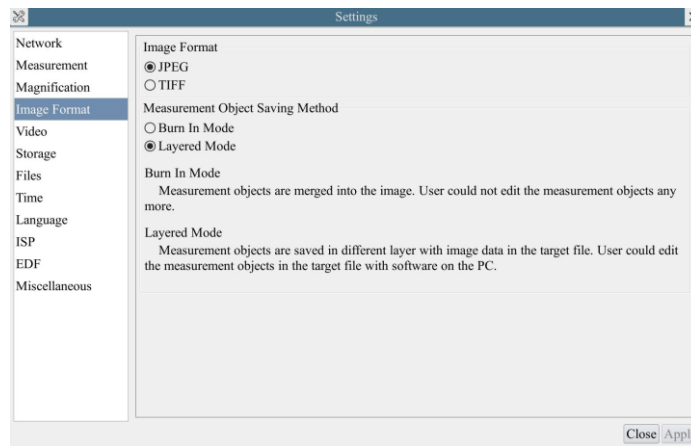 Settings
Network
Measurement
Magnification
Image Format
Video
Storage
Files
Time
Language
ISP
EDF
Miscellaneous
Image Format
JPEG
TIFF
Measurement Object Saving Method
Burn In Mode
Layered Mode
Burn In Mode
Measurement objects are merged into the image. User could not edit the measurement objects any
more.
Layered Mode
Measurement objects are saved in different layer with image data in the target file. User could edit
the measurement objects in the target file with software on the PC.
Close Appl